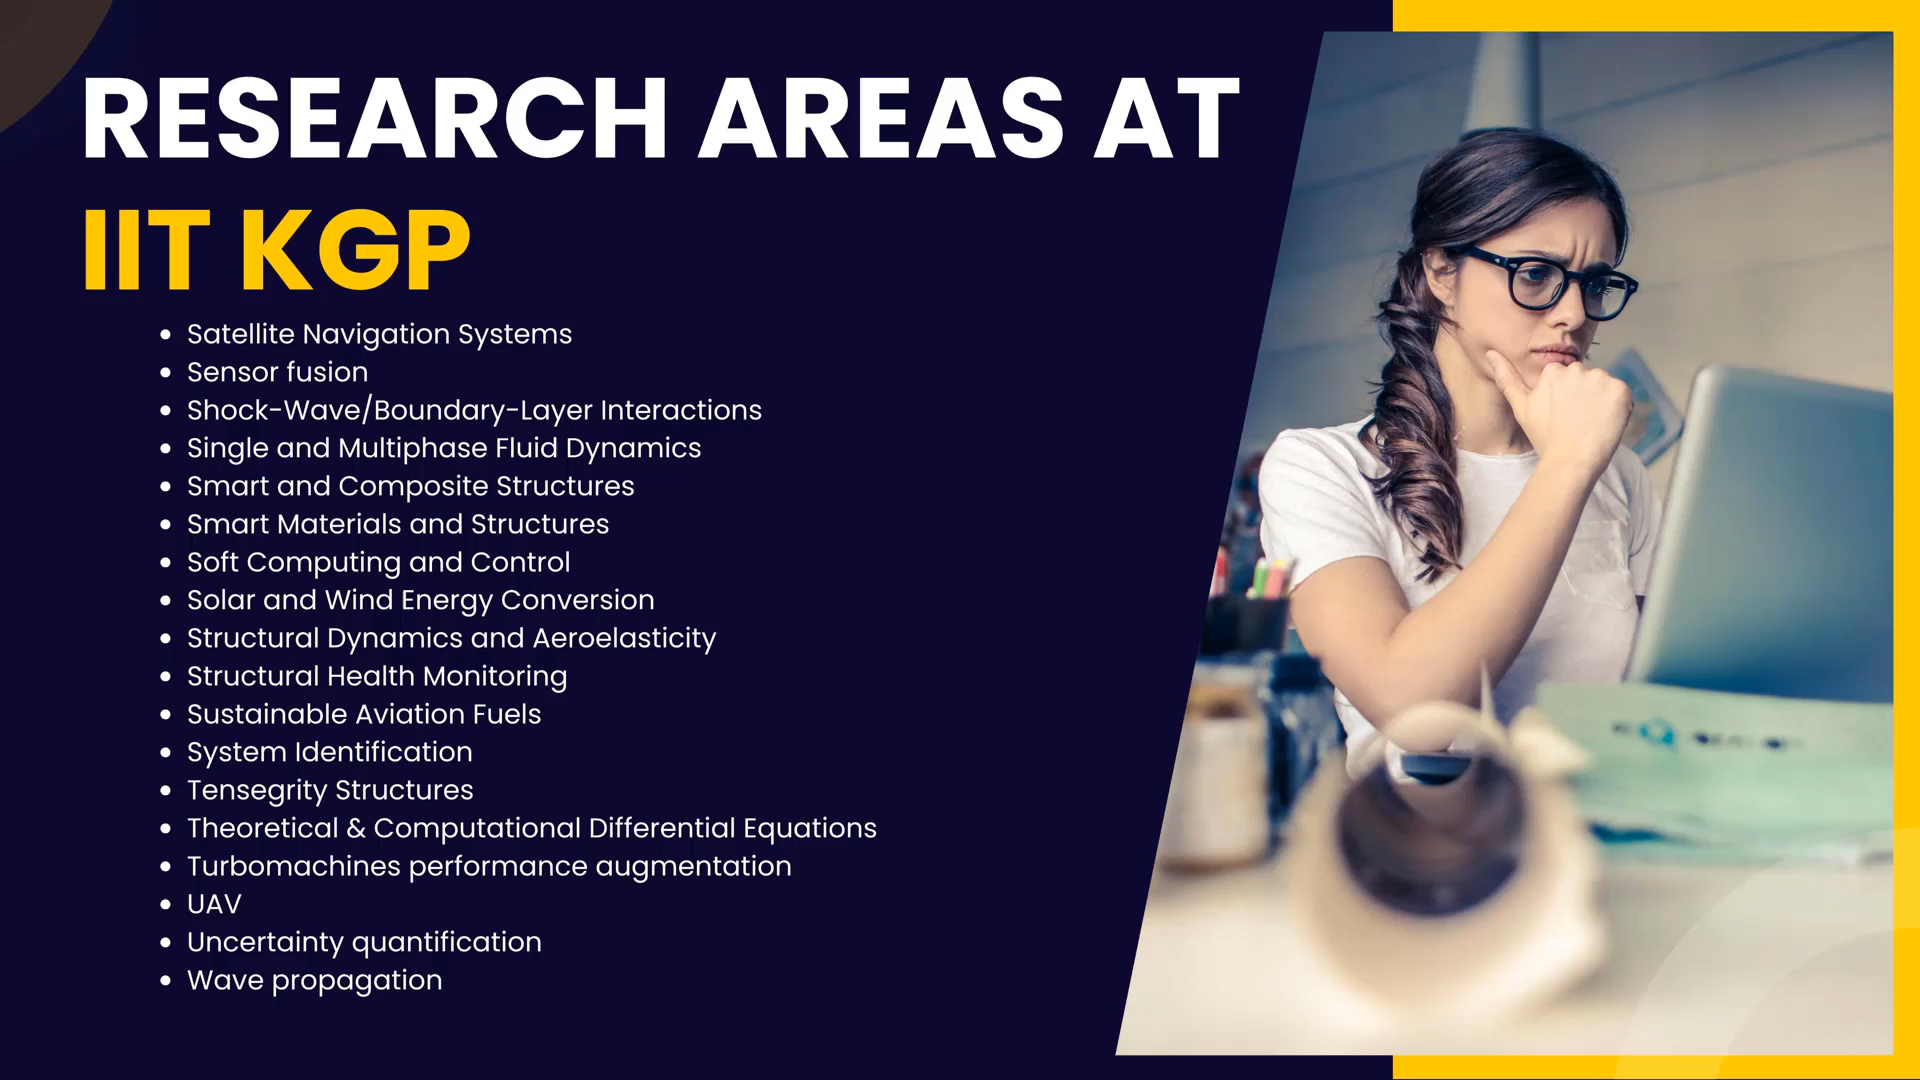 RESEARCH AREAS AT
IIT KGP
• Satellite Navigation Systems
• Sensor fusion
• Shock-Wave/Boundary-Layer Interactions
• Single and Multiphase Fluid Dynamics
• Smart and Composite Structures
• Smart Materials and Structures
• Soft Computing and Control
• Solar and Wind Energy Conversion
• Structural Dynamics and Aeroelasticity
• Structural Health Monitoring
• Sustainable Aviation Fuels
• System Identification
• Tensegrity Structures
• Theoretical & Computational Differential Equations
• Turbomachines performance augmentation
• UAV
• Uncertainty quantification
• Wave propagation